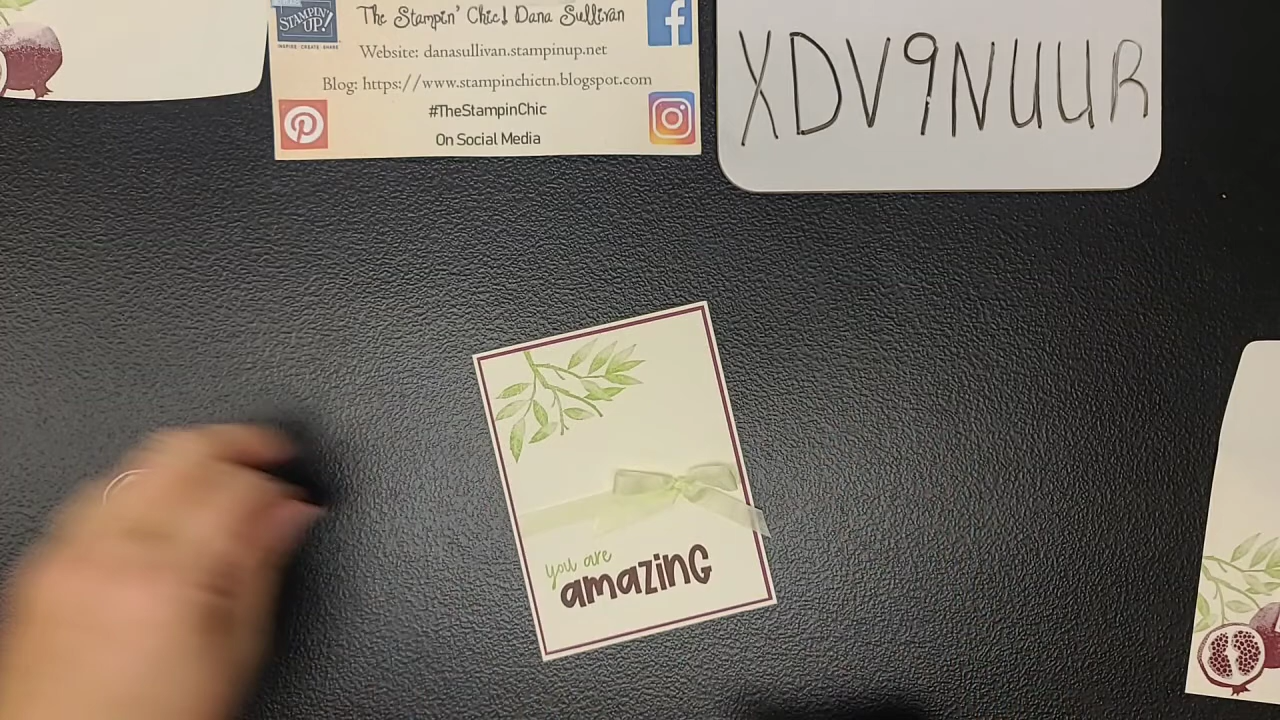 STAMPIN' UP!
INSPIRE · CREATE · SHARE
The Stampin' Chic! Dana Sullivan
Website: danasullivan.stampinup.net
Blog: https://www.stampinchictn.blogspot.com
#TheStampinChic
On Social Media
XDV9NUUR
you are
amazing